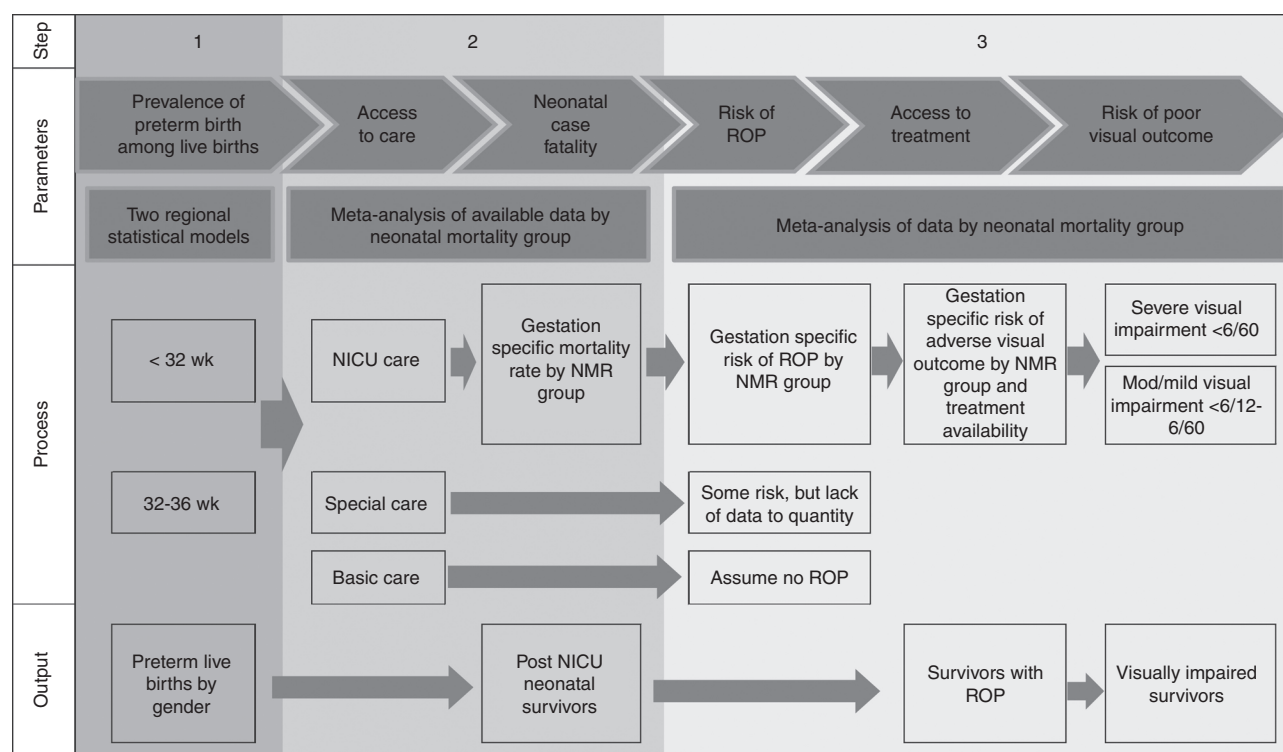 Step
1
2
3
Parameters
Prevalence of
preterm birth
among live births
Access
to care
Neonatal
case
fatality
Risk of
ROP
Access to
treatment
Risk of poor
visual outcome
Two regional
statistical models
Meta-analysis of available data by
neonatal mortality group
Meta-analysis of data by neonatal mortality group
Process
< 32 wk
NICU care
Gestation
specific mortality
rate by NMR
group
Gestation specific
risk of ROP by
NMR group
Gestation
specific risk of
adverse visual
outcome by NMR
group and
treatment
availability
Severe visual
impairment <6/60
Mod/mild visual
impairment <6/12-
6/60
32-36 wk
Special care
Some risk, but lack
of data to quantity
Basic care
Assume no ROP
Output
Preterm live
births by
gender
Post NICU
neonatal
survivors
Survivors with
ROP
Visually impaired
survivors